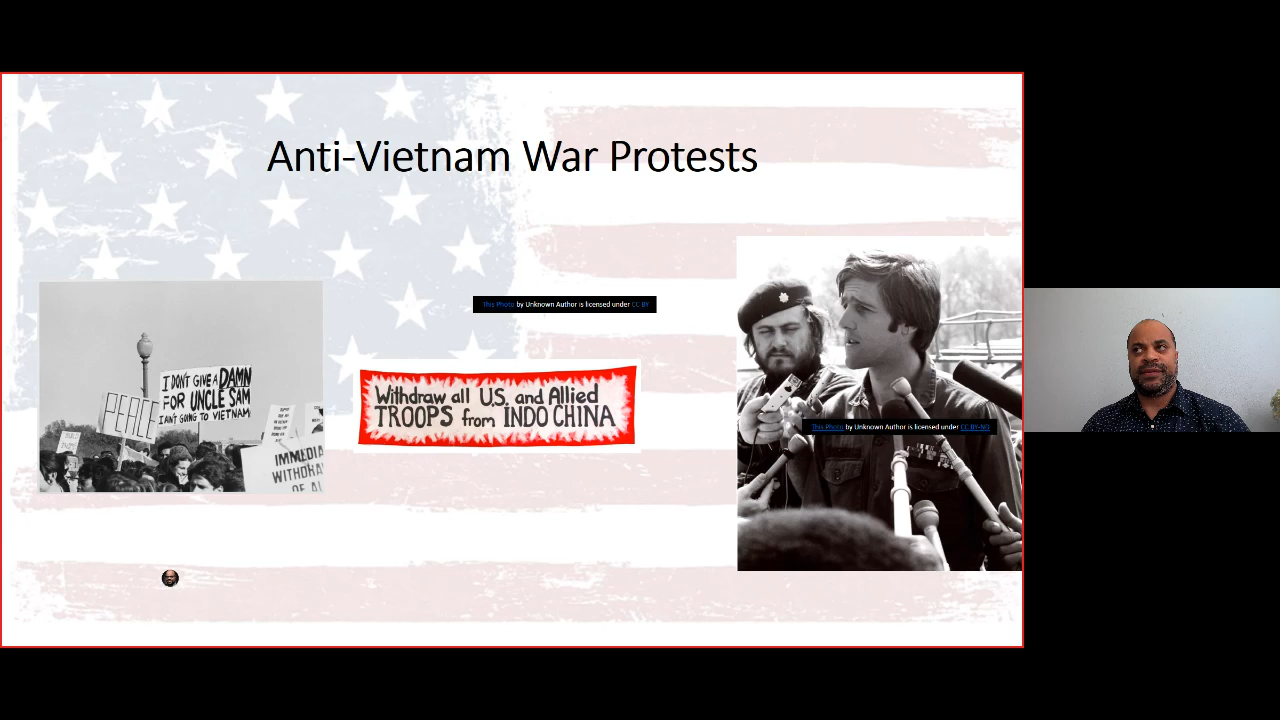 Anti-Vietnam War Protests
This Photo by Unknown Author is licensed under CC BY
I DON'T GIVE A DAMN
FOR UNCLE SAM
I AIN'T GOING TO VIETNAM
PEACE
IMMEDIA
WITHDRA
OF AL
Withdraw all U.S. and Allied
TROOPS from INDO CHINA
This Photo by Unknown Author is licensed under CC BY-ND